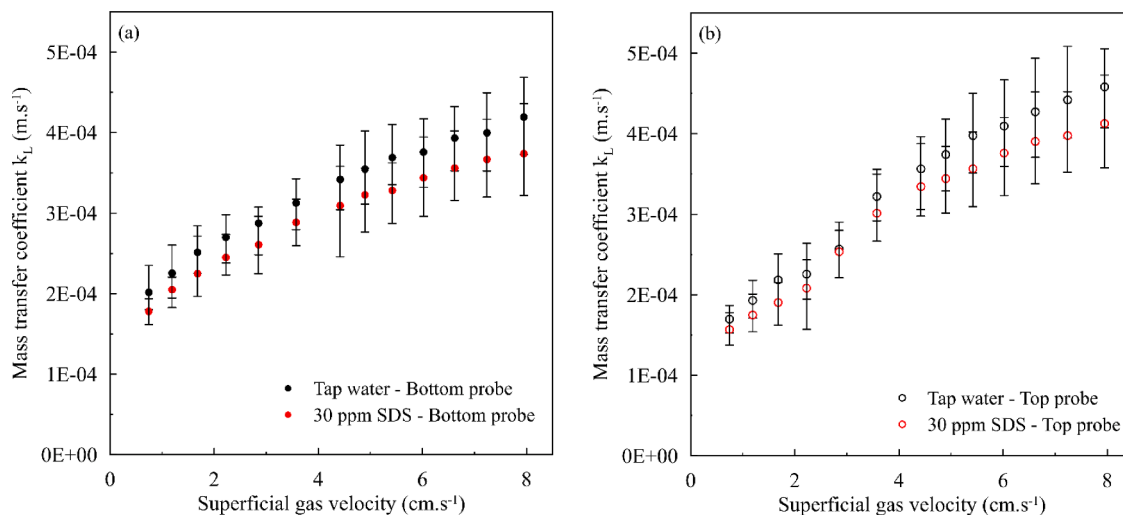 (a)
5E-04
4E-04
3E-04
2E-04
1E-04
0E+00
Mass transfer coefficient k_L (m.s⁻¹)
Tap water - Bottom probe
30 ppm SDS - Bottom probe
0 2 4 6 8
Superficial gas velocity (cm.s⁻¹)
(b)
5E-04
4E-04
3E-04
2E-04
1E-04
0E+00
Mass transfer coefficient k_L (m.s⁻¹)
Tap water - Top probe
30 ppm SDS - Top probe
0 2 4 6 8
Superficial gas velocity (cm.s⁻¹)